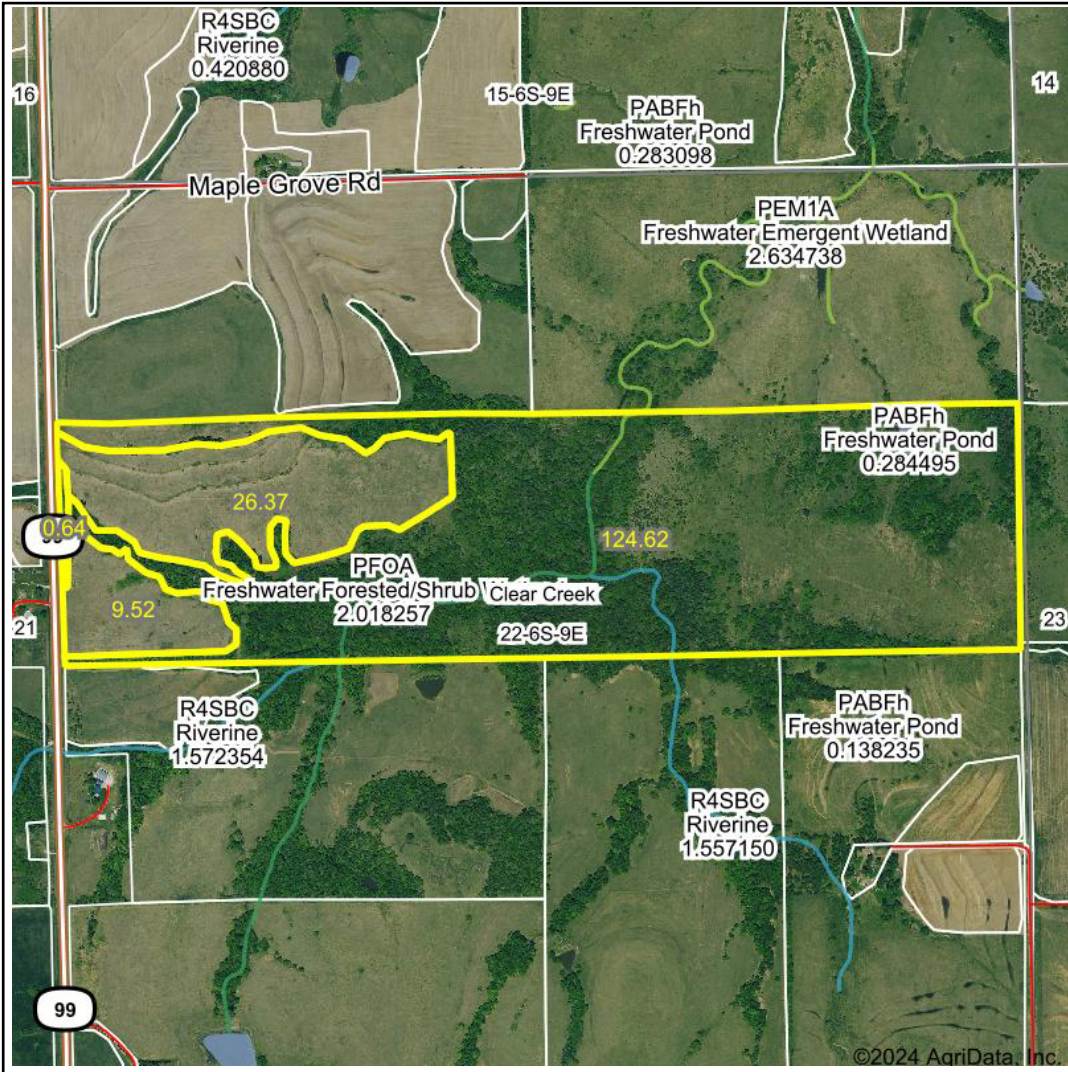 R4SBC
Riverine
0.420880
16
15-6S-9E
14
PABFh
Freshwater Pond
0.283098
Maple Grove Rd
PEM1A
Freshwater Emergent Wetland
2.634738
PABFh
Freshwater Pond
0.284495
26.37
0.64
124.62
PFOA
Freshwater Forested/Shrub
Clear Creek
2.018257
9.52
21
22-6S-9E
23
R4SBC
Riverine
1.572354
PABFh
Freshwater Pond
0.138235
R4SBC
Riverine
1.557150
99
©2024 AgriData, Inc.